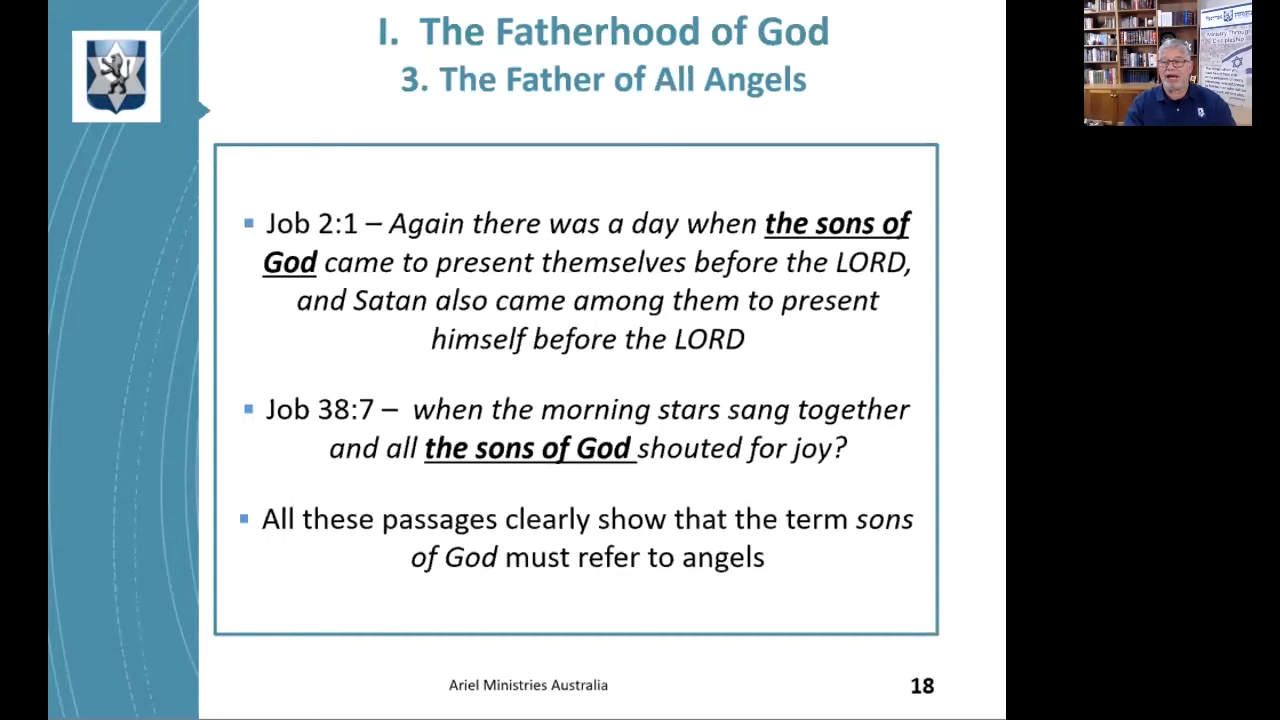 I. The Fatherhood of God
3. The Father of All Angels
▪ Job 2:1 – Again there was a day when the sons of
God came to present themselves before the LORD,
and Satan also came among them to present
himself before the LORD
▪ Job 38:7 – when the morning stars sang together
and all the sons of God shouted for joy?
▪ All these passages clearly show that the term sons
of God must refer to angels
Ariel Ministries Australia
18
Ministry Through
Discipleship